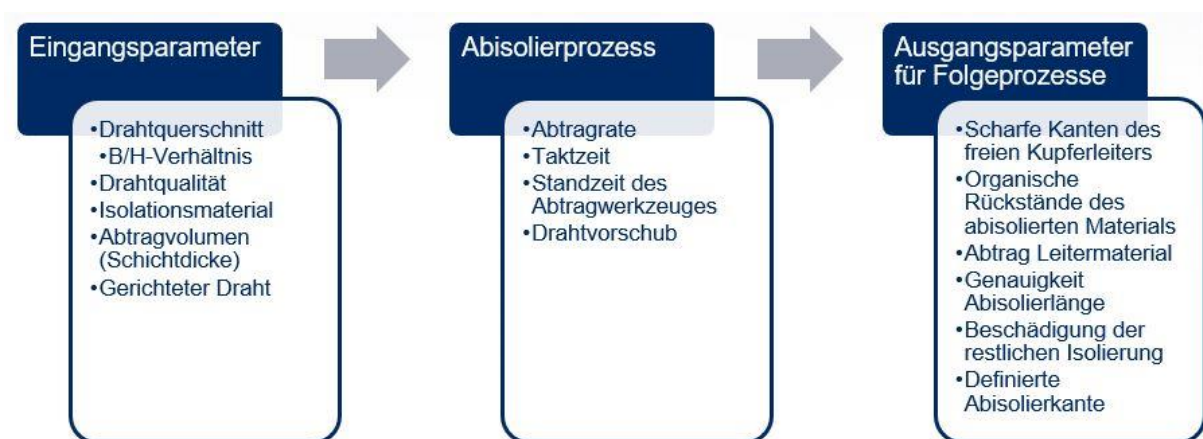 Eingangsparameter
•Drahtquerschnitt
•B/H-Verhältnis
•Drahtqualität
•Isolationsmaterial
•Abtragvolumen
(Schichtdicke)
•Gerichteter Draht
Abisolierprozess
•Abtragrate
•Taktzeit
•Standzeit des
Abtragwerkzeuges
•Drahtvorschub
Ausgangsparameter
für Folgeprozesse
•Scharfe Kanten des
freien Kupferleiters
•Organische
Rückstände des
abisolierten Materials
•Abtrag Leitermaterial
•Genauigkeit
Abisolierlänge
•Beschädigung der
restlichen Isolierung
•Definierte
Abisolierkante